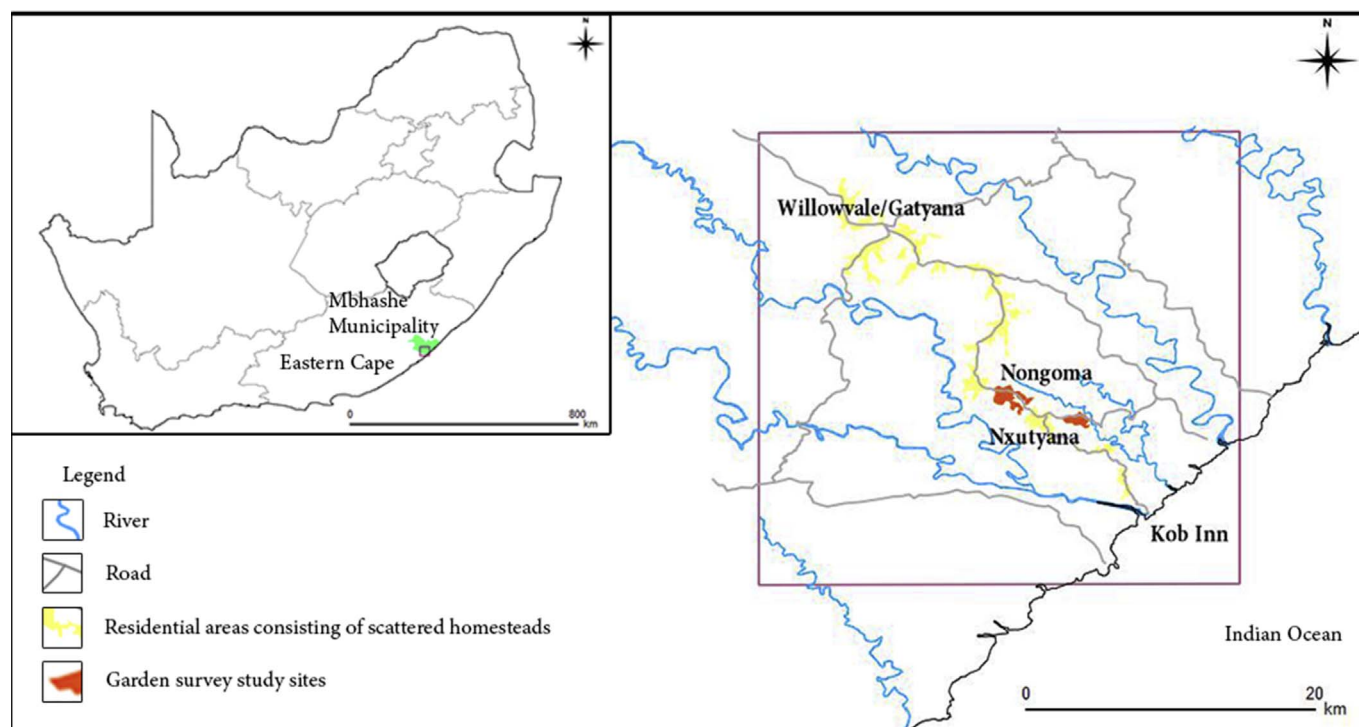 N
Mbhashe
Municipality
Eastern Cape
0 800
km
N
Willowvale/Gatyana
Nongoma
Nxutyana
Kob Inn
Indian Ocean
0 20
km
Legend
River
Road
Residential areas consisting of scattered homesteads
Garden survey study sites